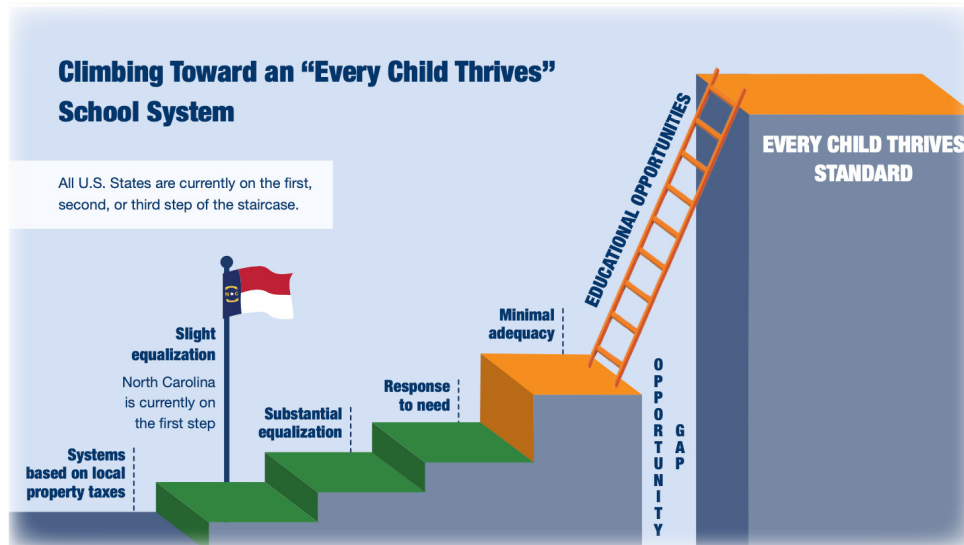 Climbing Toward an “Every Child Thrives”
School System
All U.S. States are currently on the first,
second, or third step of the staircase.
Systems
based on local
property taxes
Slight
equalization
North Carolina
is currently on
the first step
N C
Substantial
equalization
Response
to need
Minimal
adequacy
EDUCATIONAL OPPORTUNITIES
OPPORTUNITY
GAP
EVERY CHILD THRIVES
STANDARD